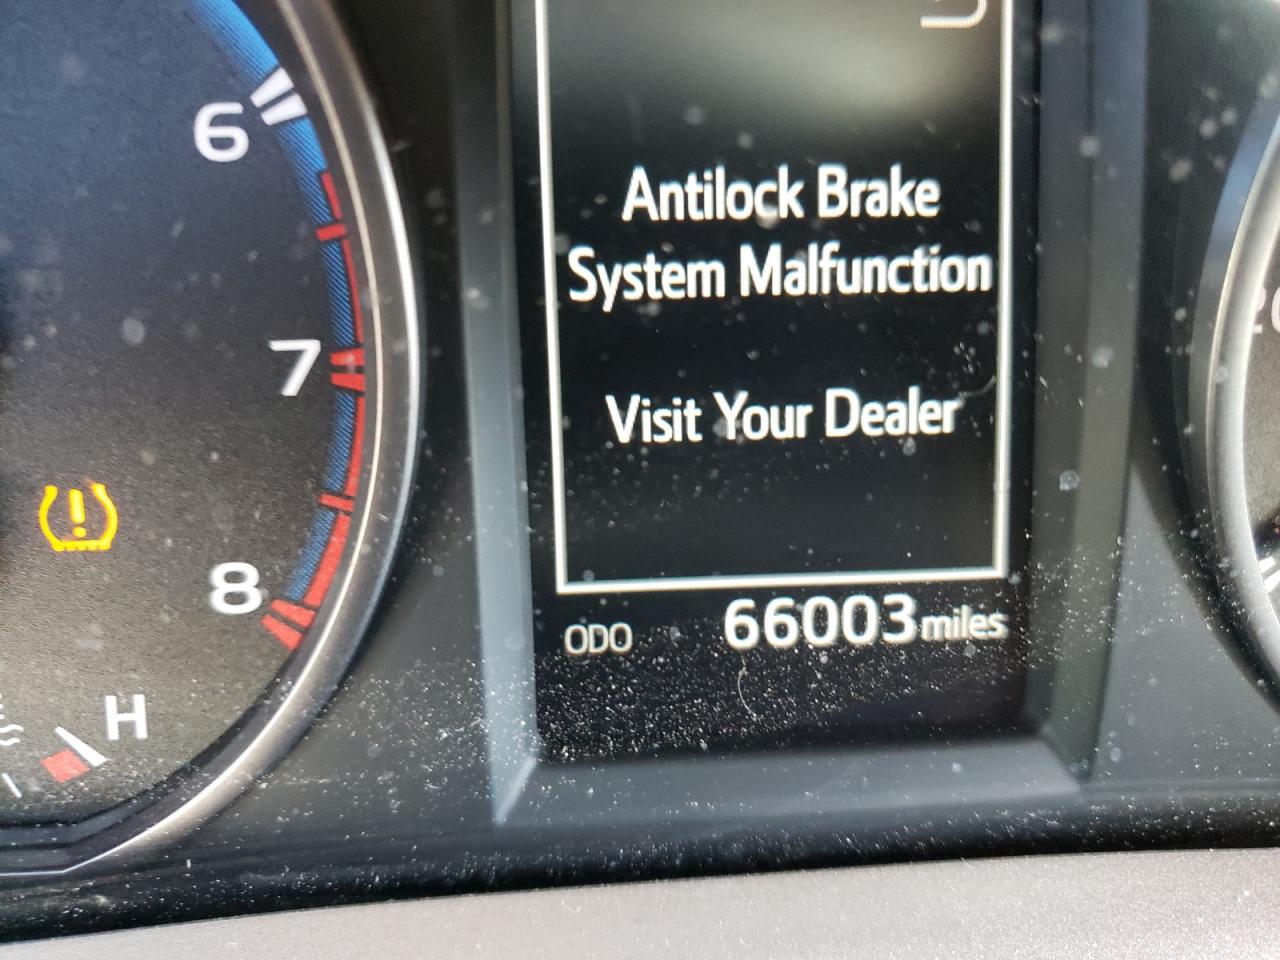 6
Antilock Brake
System Malfunction
7
Visit Your Dealer
8
ODO 66003 miles
H